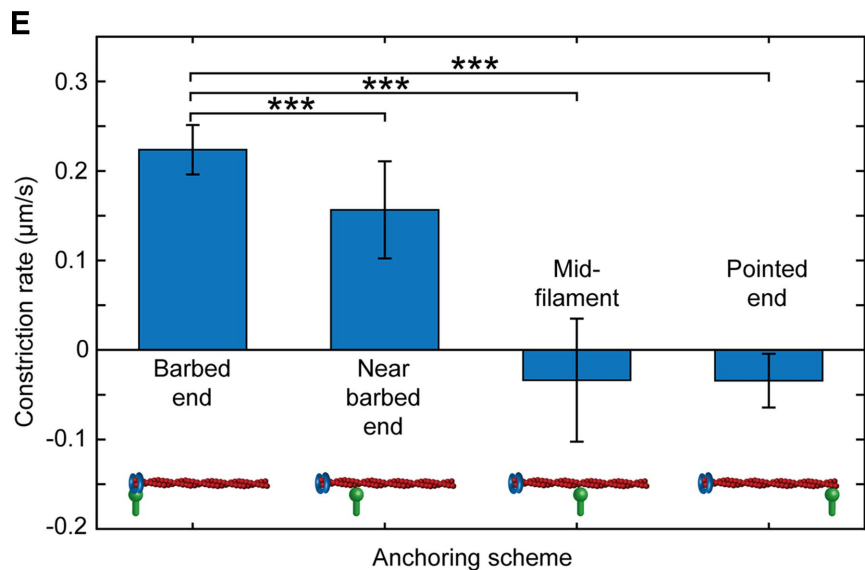 E
***
***
***
Constriction rate (μm/s)
0.3
0.2
0.1
0
-0.1
-0.2
Barbed
end
Near
barbed
end
Mid-
filament
Pointed
end
Anchoring scheme